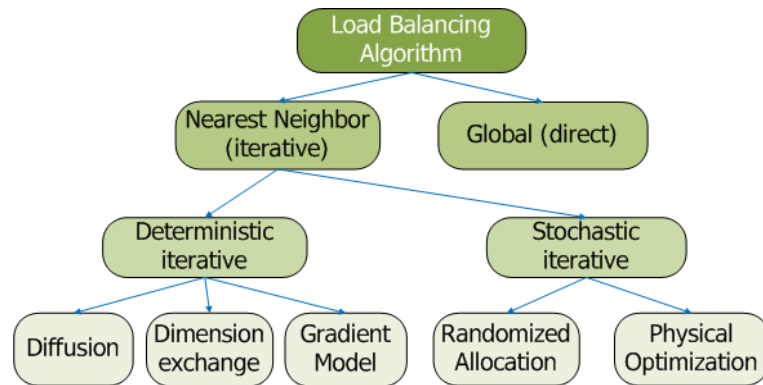 Load Balancing
Algorithm
Nearest Neighbor
(iterative)
Global (direct)
Deterministic
iterative
Stochastic
iterative
Diffusion
Dimension
exchange
Gradient
Model
Randomized
Allocation
Physical
Optimization